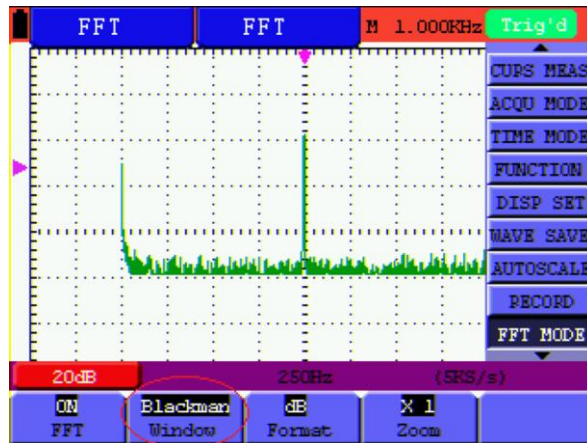 FFT FFT M 1.000KHz Trig'd
CURS MEAS
ACQU MODE
TIME MODE
FUNCTION
DISP SET
WAVE SAVE
AUTOSCALE
RECORD
FFT MODE
20dB 250Hz (5KS/s)
ON Blackman dB X 1
FFT Window Format Zoom